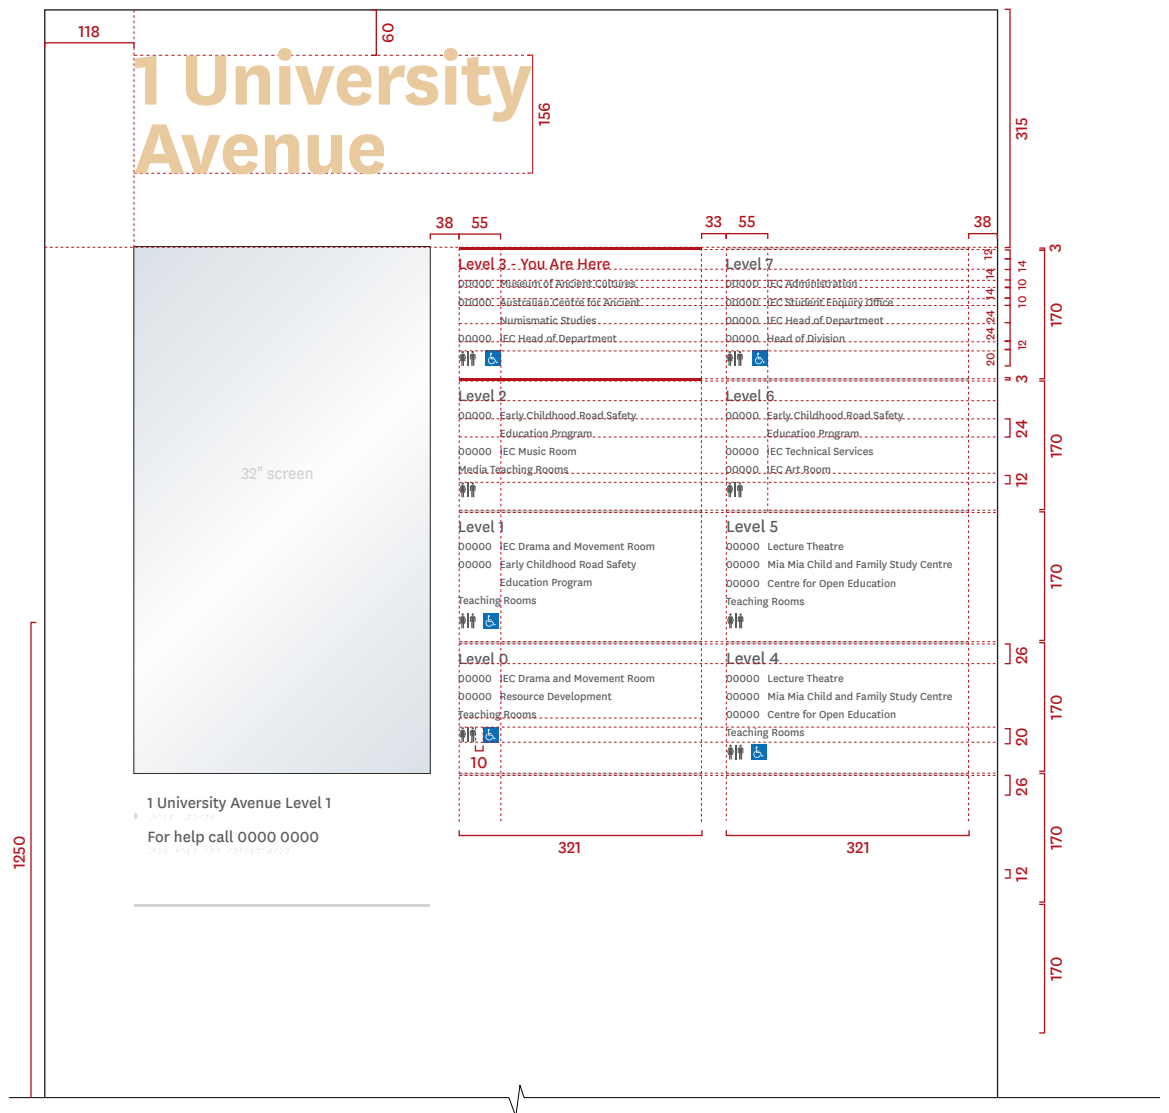 118
60
1 University
Avenue
156
315
38
55
33
55
38
3
Level 3 - You Are Here
00000 Museum of Ancient Cultures
00000 Australian Centre for Ancient
Numismatic Studies
00000 IEC Head of Department
Level 7
00000 IEC Administration
00000 IEC Student Enquiry Office
00000 IEC Head of Department
00000 Head of Division
12
14
14
10
14
10
24
24
12
20
170
3
Level 2
00000 Early Childhood Road Safety
Education Program
00000 IEC Music Room
Media Teaching Rooms
Level 6
00000 Early Childhood Road Safety
Education Program
00000 IEC Technical Services
00000 IEC Art Room
24
12
170
32" screen
Level 1
00000 IEC Drama and Movement Room
00000 Early Childhood Road Safety
Education Program
Teaching Rooms
Level 5
00000 Lecture Theatre
00000 Mia Mia Child and Family Study Centre
00000 Centre for Open Education
Teaching Rooms
170
Level 0
00000 IEC Drama and Movement Room
00000 Resource Development
Teaching Rooms
10
Level 4
00000 Lecture Theatre
00000 Mia Mia Child and Family Study Centre
00000 Centre for Open Education
Teaching Rooms
26
20
170
26
1 University Avenue Level 1
For help call 0000 0000
321
321
12
170
1250
170